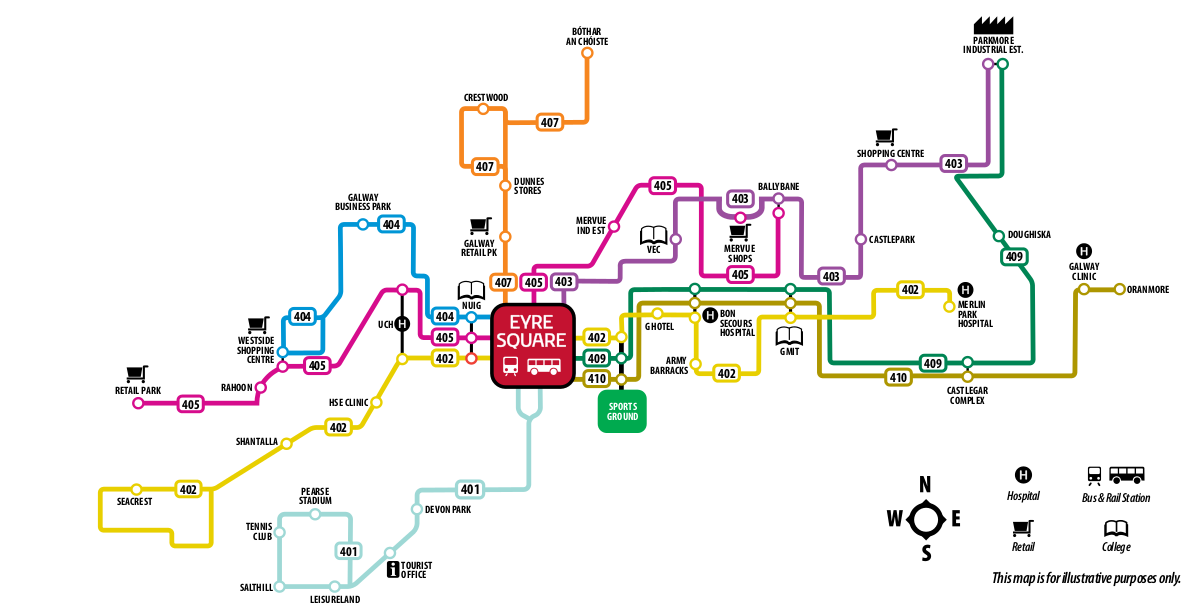 BÓTHAR
AN CHÓISTE
PARKMORE
INDUSTRIAL EST.
CRESTWOOD
407
407
DUNNES
STORES
GALWAY
RETAIL PK
407
SHOPPING CENTRE
403
GALWAY
BUSINESS PARK
404
405
403
BALLYBANE
MERVUE
IND EST
VEC
MERVUE
SHOPS
405
CASTLEPARK
403
DOUGHISKA
409
H
GALWAY
CLINIC
ORANMORE
405
403
404
404
NUIG
UCH
H
WESTSIDE
SHOPPING
CENTRE
405
405
402
EYRE
SQUARE
402
409
410
G HOTEL
H
BON
SECOURS
HOSPITAL
402
H
MERLIN
PARK
HOSPITAL
GMIT
ARMY
BARRACKS
402
409
410
CASTLEGAR
COMPLEX
RETAIL PARK
RAHOON
405
HSE CLINIC
402
SHANTALLA
SPORTS
GROUND
SEACREST
402
401
DEVON PARK
PEARSE
STADIUM
TENNIS
CLUB
401
i
TOURIST
OFFICE
SALTHILL
LEISURELAND
N
W
E
S
H
Hospital
Bus & Rail Station
Retail
College
This map is for illustrative purposes only.